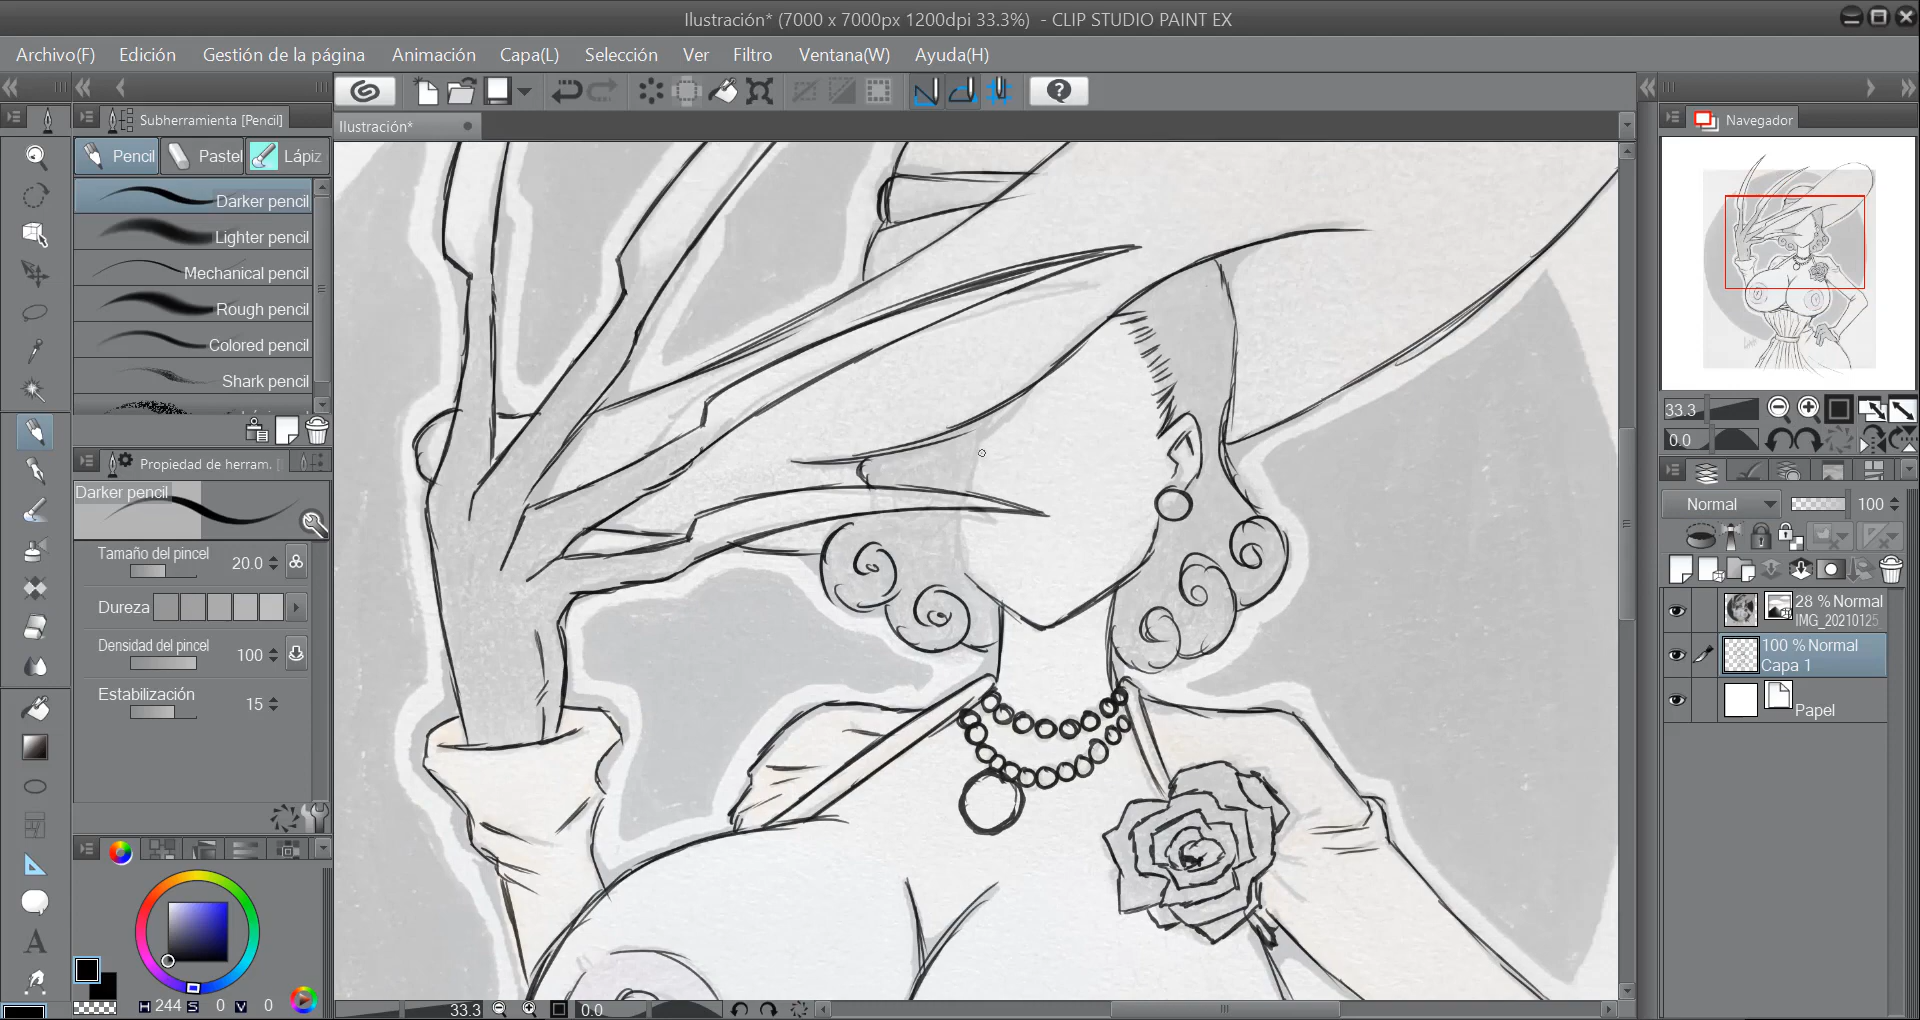 Ilustración* (7000 x 7000px 1200dpi 33.3%)  - CLIP STUDIO PAINT EX
Archivo(F) Edición Gestión de la página Animación Capa(L) Selección Ver Filtro Ventana(W) Ayuda(H)
Subherramienta [Pencil]
Ilustración*
Navegador
Pencil
Pastel
Lápiz
Darker pencil
Lighter pencil
Mechanical pencil
Rough pencil
Colored pencil
Shark pencil
Propiedad de herram.
Darker pencil
Tamaño del pincel 20.0
Dureza
Densidad del pincel 100
Estabilización 15
H 244 S 0 V 0
33.3
0.0
33.3
0.0
Normal 100
28 % Normal
IMG_20210125
100 % Normal
Capa 1
Papel